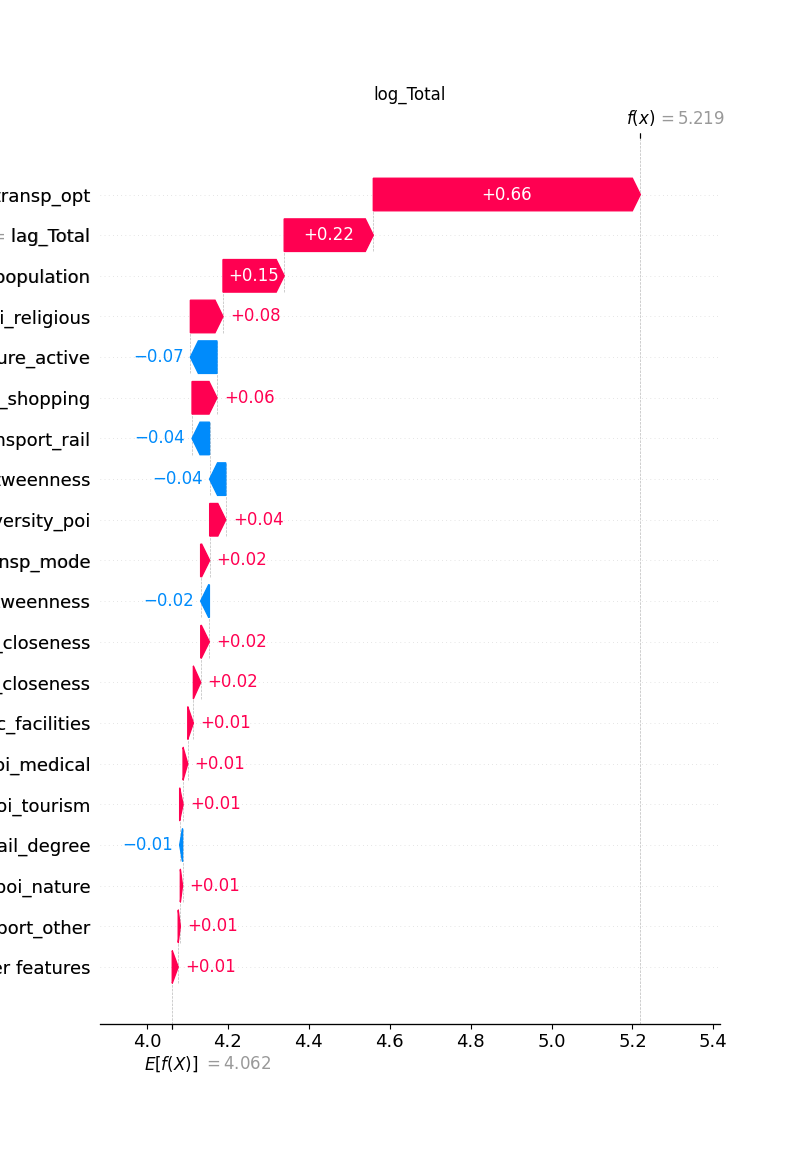 log_Total
f(x) = 5.219
ransp_opt
+0.66
= lag_Total
+0.22
population
+0.15
i_religious
+0.08
ure_active
−0.07
_shopping
+0.06
nsport_rail
−0.04
tweenness
−0.04
versity_poi
+0.04
nsp_mode
+0.02
tweenness
−0.02
_closeness
+0.02
_closeness
+0.02
c_facilities
+0.01
oi_medical
+0.01
oi_tourism
+0.01
ail_degree
−0.01
poi_nature
+0.01
port_other
+0.01
er features
+0.01
4.0 4.2 4.4 4.6 4.8 5.0 5.2 5.4
E[f(X)] = 4.062